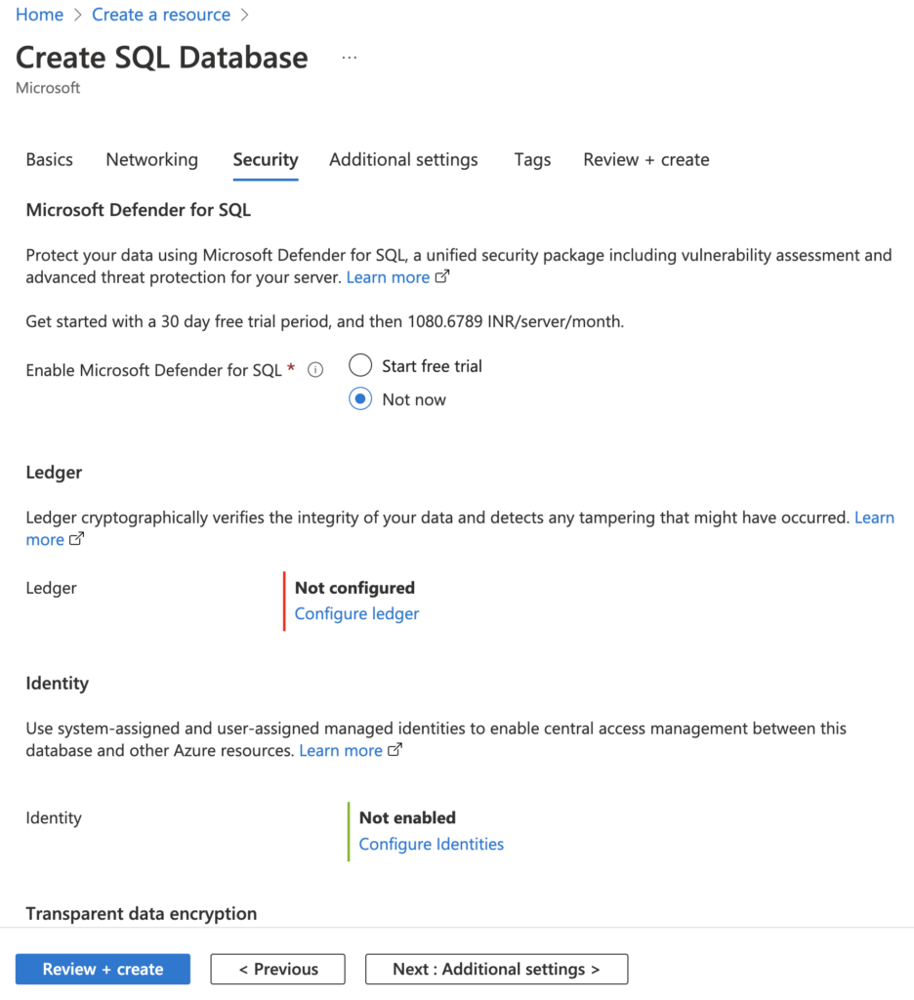 Home > Create a resource >
Create SQL Database ...
Microsoft
Basics Networking Security Additional settings Tags Review + create
Microsoft Defender for SQL
Protect your data using Microsoft Defender for SQL, a unified security package including vulnerability assessment and
advanced threat protection for your server. Learn more
Get started with a 30 day free trial period, and then 1080.6789 INR/server/month.
Enable Microsoft Defender for SQL * Start free trial
Not now
Ledger
Ledger cryptographically verifies the integrity of your data and detects any tampering that might have occurred. Learn
more
Ledger Not configured
Configure ledger
Identity
Use system-assigned and user-assigned managed identities to enable central access management between this
database and other Azure resources. Learn more
Identity Not enabled
Configure Identities
Transparent data encryption
Review + create < Previous Next : Additional settings >